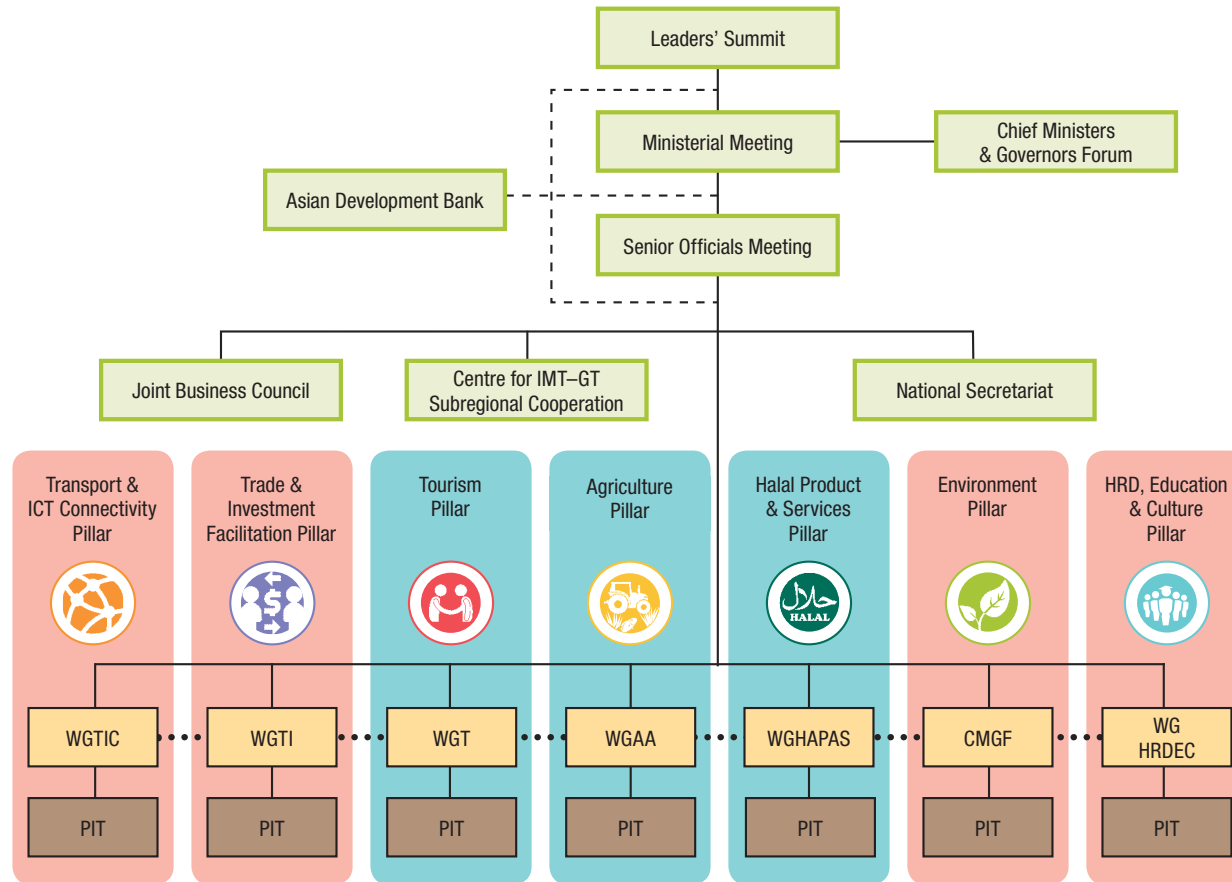 Leaders’ Summit
Ministerial Meeting
Chief Ministers
& Governors Forum
Asian Development Bank
Senior Officials Meeting
Joint Business Council
Centre for IMT–GT
Subregional Cooperation
National Secretariat
Transport &
ICT Connectivity
Pillar
Trade &
Investment
Facilitation Pillar
Tourism
Pillar
Agriculture
Pillar
Halal Product
& Services
Pillar
Environment
Pillar
HRD, Education
& Culture
Pillar
$
حلال
HALAL
WGTIC
WGTI
WGT
WGAA
WGHAPAS
CMGF
WG
HRDEC
PIT
PIT
PIT
PIT
PIT
PIT
PIT